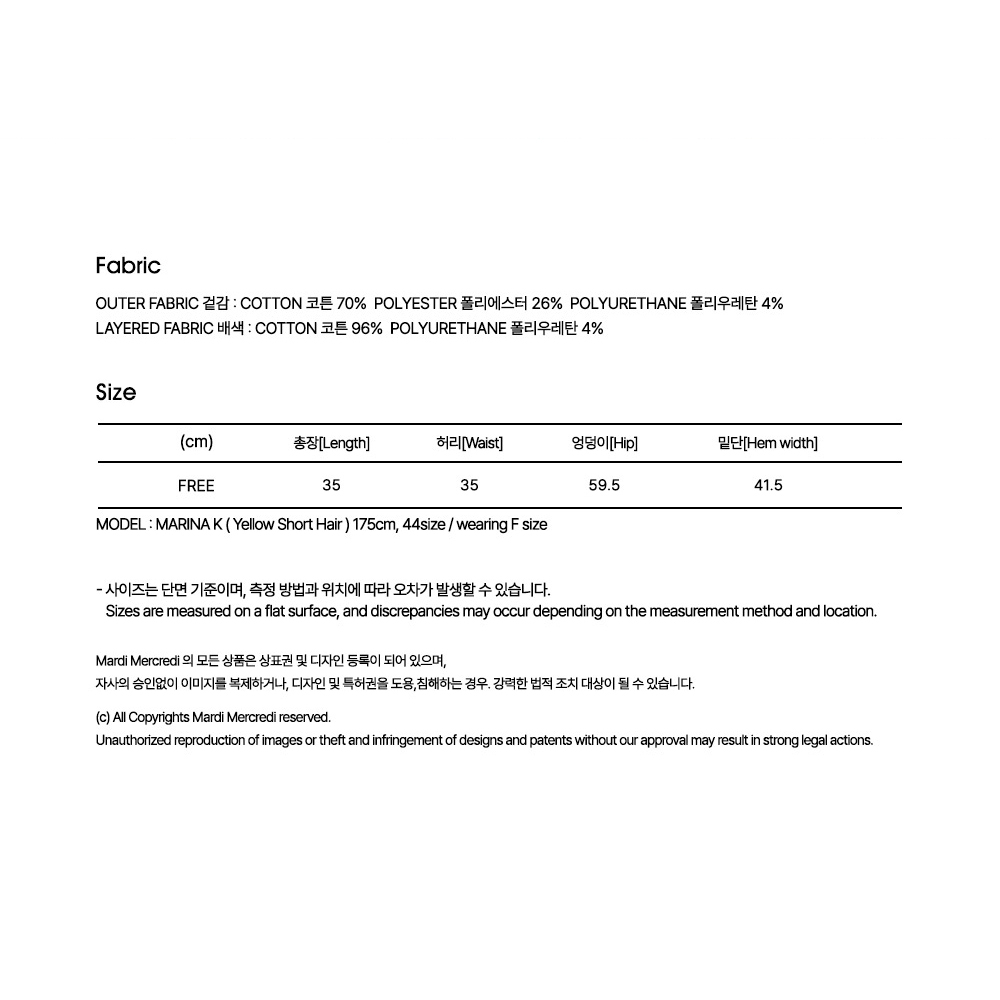 Fabric
OUTER FABRIC 겉감 : COTTON 코튼 70% POLYESTER 폴리에스터 26% POLYURETHANE 폴리우레탄 4%
LAYERED FABRIC 배색 : COTTON 코튼 96% POLYURETHANE 폴리우레탄 4%
Size
(cm) 총장[Length] 허리[Waist] 엉덩이[Hip] 밑단[Hem width]
FREE 35 35 59.5 41.5
MODEL : MARINA K ( Yellow Short Hair ) 175cm, 44size / wearing F size
- 사이즈는 단면 기준이며, 측정 방법과 위치에 따라 오차가 발생할 수 있습니다.
Sizes are measured on a flat surface, and discrepancies may occur depending on the measurement method and location.
Mardi Mercredi 의 모든 상품은 상표권 및 디자인 등록이 되어 있으며,
자사의 승인없이 이미지를 복제하거나, 디자인 및 특허권을 도용,침해하는 경우. 강력한 법적 조치 대상이 될 수 있습니다.
(c) All Copyrights Mardi Mercredi reserved.
Unauthorized reproduction of images or theft and infringement of designs and patents without our approval may result in strong legal actions.